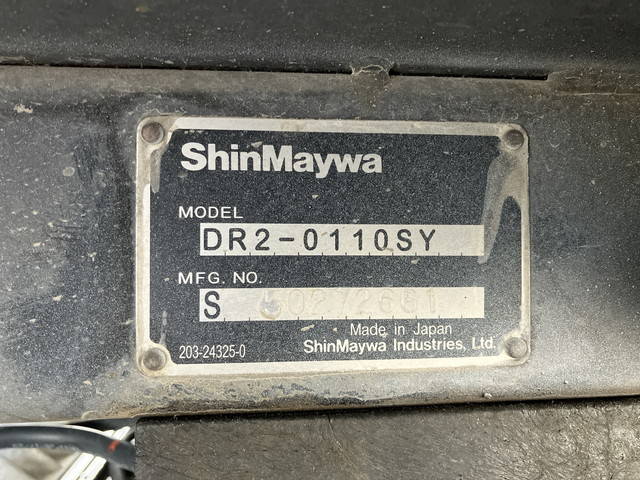 ShinMaywa
MODEL
DR2-0110SY
MFG. NO.
S
Made in Japan
203-24325-0 ShinMaywa Industries, Ltd.